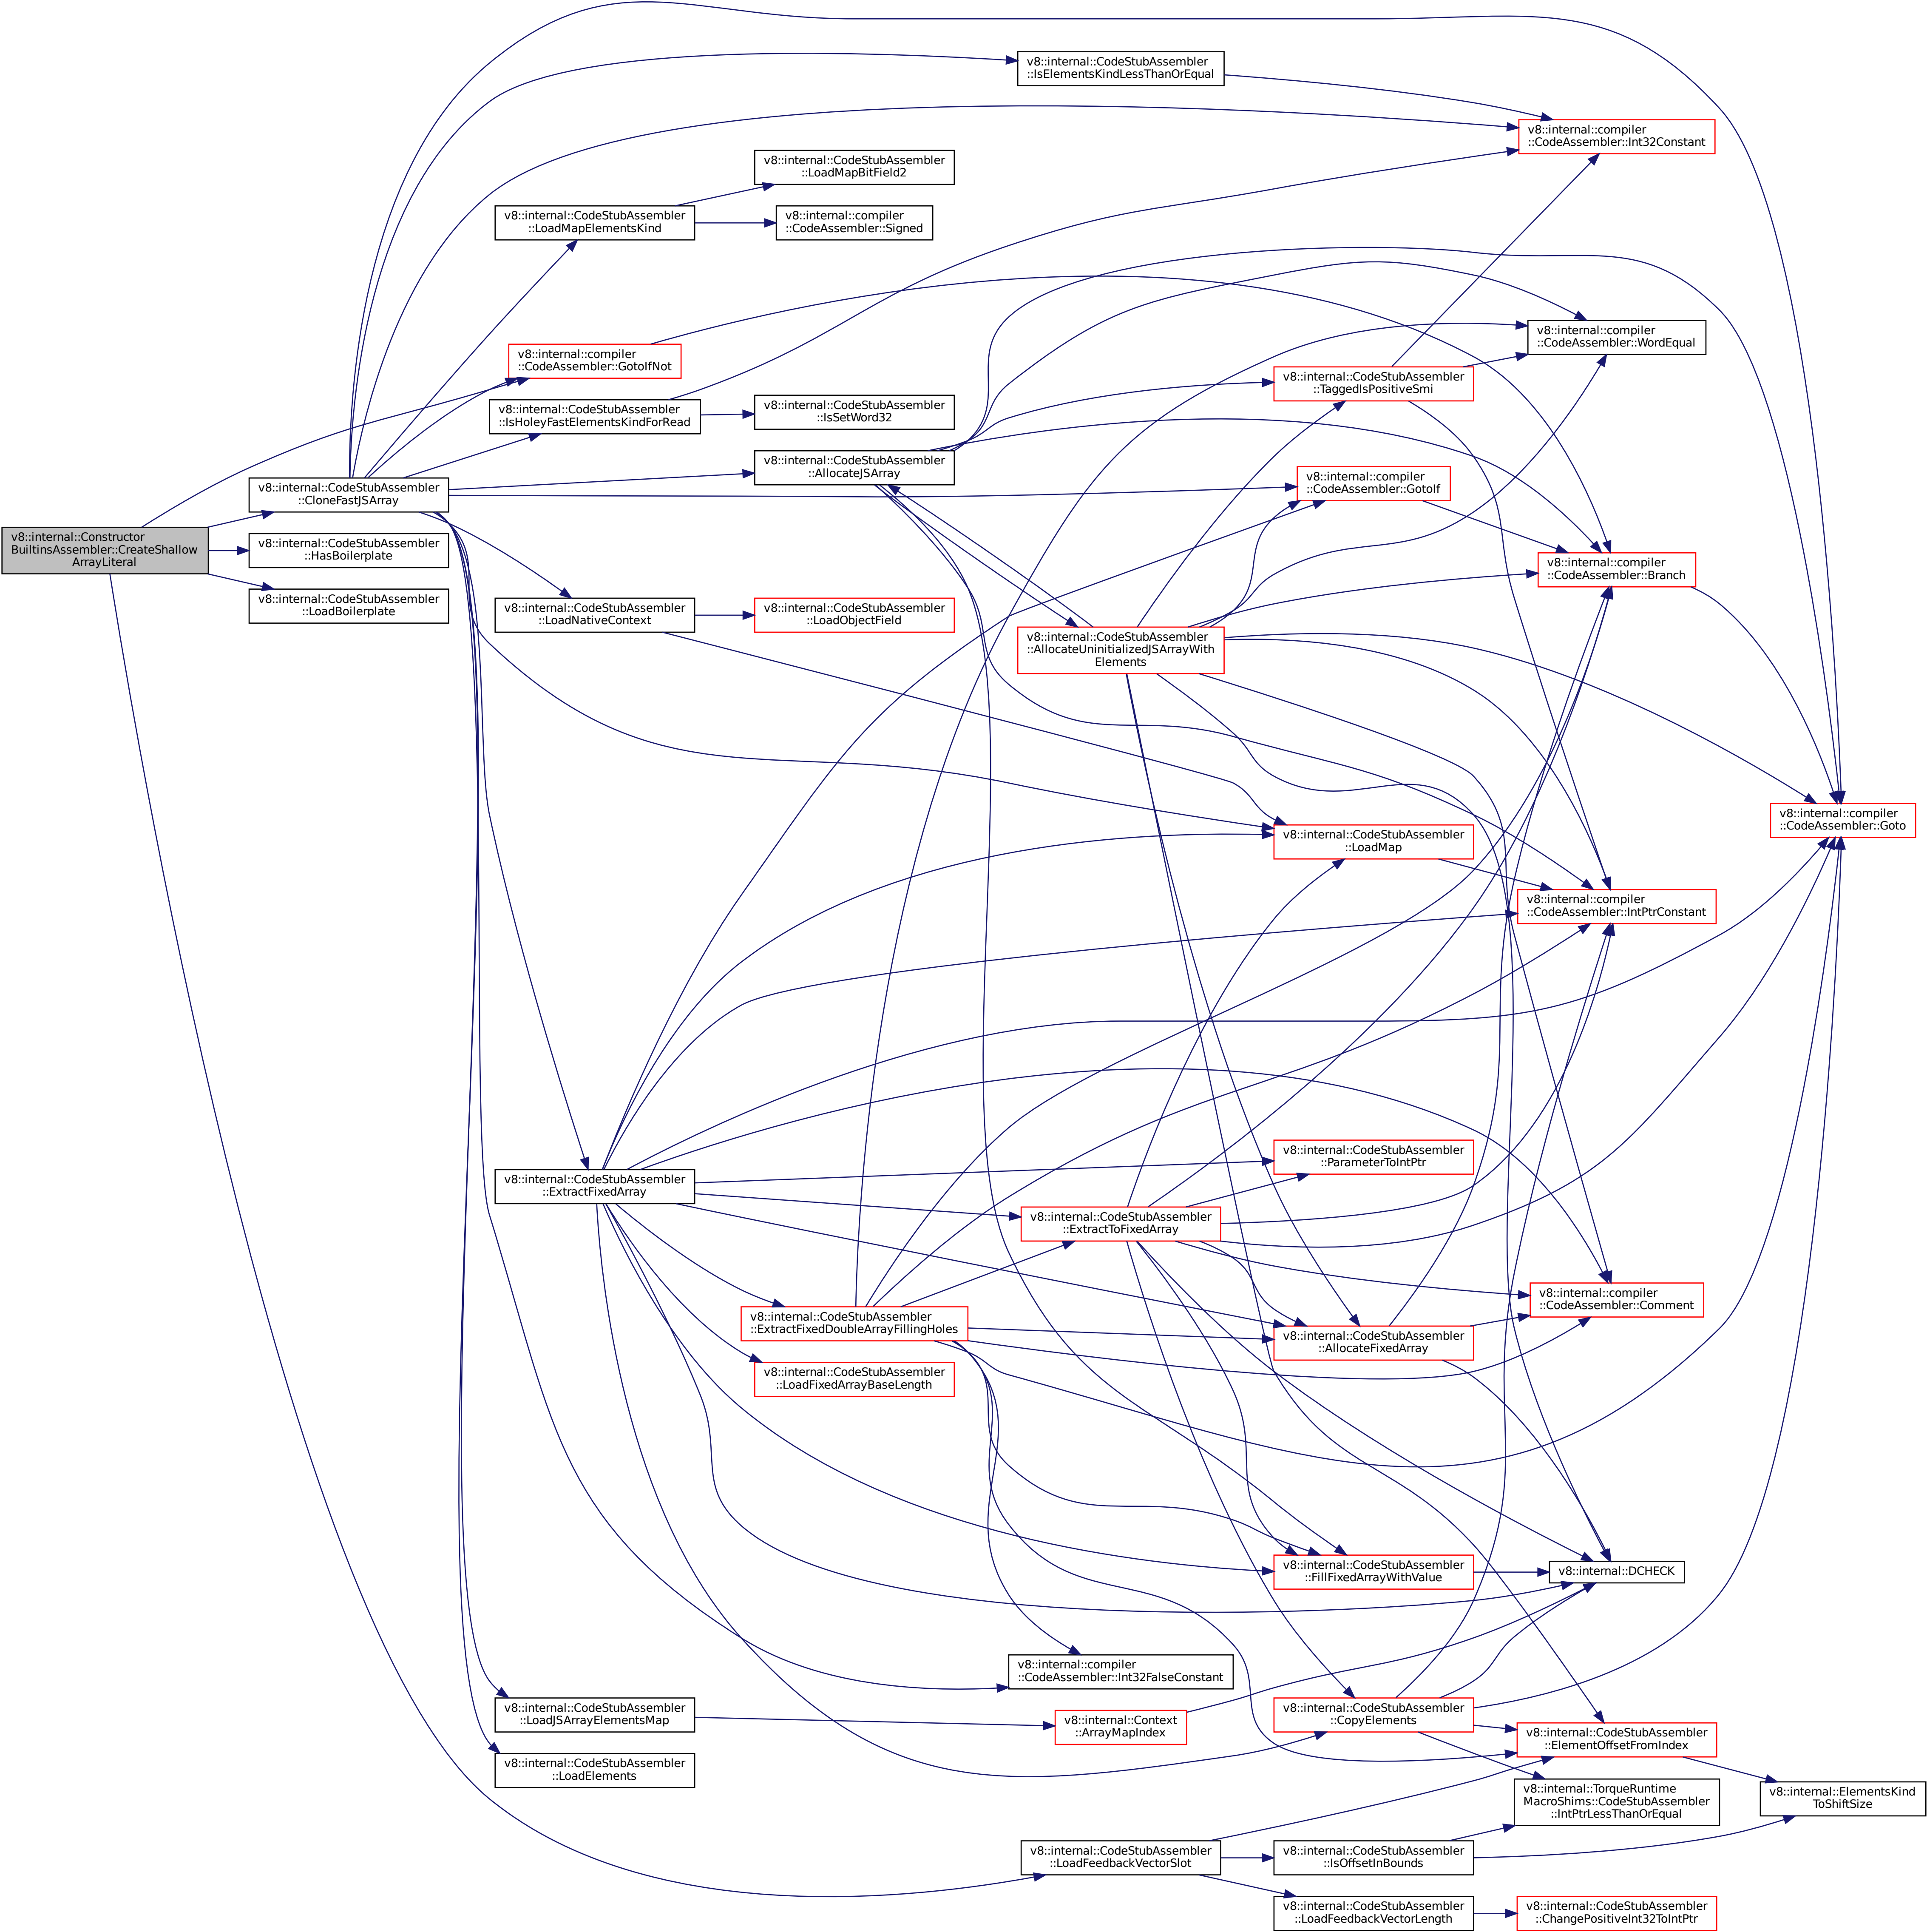 v8::internal::CodeStubAssembler
::IsElementsKindLessThanOrEqual
v8::internal::compiler
::CodeAssembler::Int32Constant
v8::internal::CodeStubAssembler
::LoadMapBitField2
v8::internal::CodeStubAssembler
::LoadMapElementsKind
v8::internal::compiler
::CodeAssembler::Signed
v8::internal::compiler
::CodeAssembler::WordEqual
v8::internal::compiler
::CodeAssembler::GotoIfNot
v8::internal::CodeStubAssembler
::TaggedIsPositiveSmi
v8::internal::CodeStubAssembler
::IsHoleyFastElementsKindForRead
v8::internal::CodeStubAssembler
::IsSetWord32
v8::internal::CodeStubAssembler
::AllocateJSArray
v8::internal::compiler
::CodeAssembler::GotoIf
v8::internal::CodeStubAssembler
::CloneFastJSArray
v8::internal::Constructor
BuiltinsAssembler::CreateShallow
ArrayLiteral
v8::internal::CodeStubAssembler
::HasBoilerplate
v8::internal::compiler
::CodeAssembler::Branch
v8::internal::CodeStubAssembler
::LoadBoilerplate
v8::internal::CodeStubAssembler
::LoadNativeContext
v8::internal::CodeStubAssembler
::LoadObjectField
v8::internal::CodeStubAssembler
::AllocateUninitializedJSArrayWith
Elements
v8::internal::compiler
::CodeAssembler::Goto
v8::internal::CodeStubAssembler
::LoadMap
v8::internal::compiler
::CodeAssembler::IntPtrConstant
v8::internal::CodeStubAssembler
::ParameterToIntPtr
v8::internal::CodeStubAssembler
::ExtractFixedArray
v8::internal::CodeStubAssembler
::ExtractToFixedArray
v8::internal::compiler
::CodeAssembler::Comment
v8::internal::CodeStubAssembler
::ExtractFixedDoubleArrayFillingHoles
v8::internal::CodeStubAssembler
::AllocateFixedArray
v8::internal::CodeStubAssembler
::LoadFixedArrayBaseLength
v8::internal::CodeStubAssembler
::FillFixedArrayWithValue
v8::internal::DCHECK
v8::internal::compiler
::CodeAssembler::Int32FalseConstant
v8::internal::CodeStubAssembler
::LoadJSArrayElementsMap
v8::internal::Context
::ArrayMapIndex
v8::internal::CodeStubAssembler
::CopyElements
v8::internal::CodeStubAssembler
::ElementOffsetFromIndex
v8::internal::CodeStubAssembler
::LoadElements
v8::internal::TorqueRuntime
MacroShims::CodeStubAssembler
::IntPtrLessThanOrEqual
v8::internal::ElementsKind
ToShiftSize
v8::internal::CodeStubAssembler
::LoadFeedbackVectorSlot
v8::internal::CodeStubAssembler
::IsOffsetInBounds
v8::internal::CodeStubAssembler
::LoadFeedbackVectorLength
v8::internal::CodeStubAssembler
::ChangePositiveInt32ToIntPtr